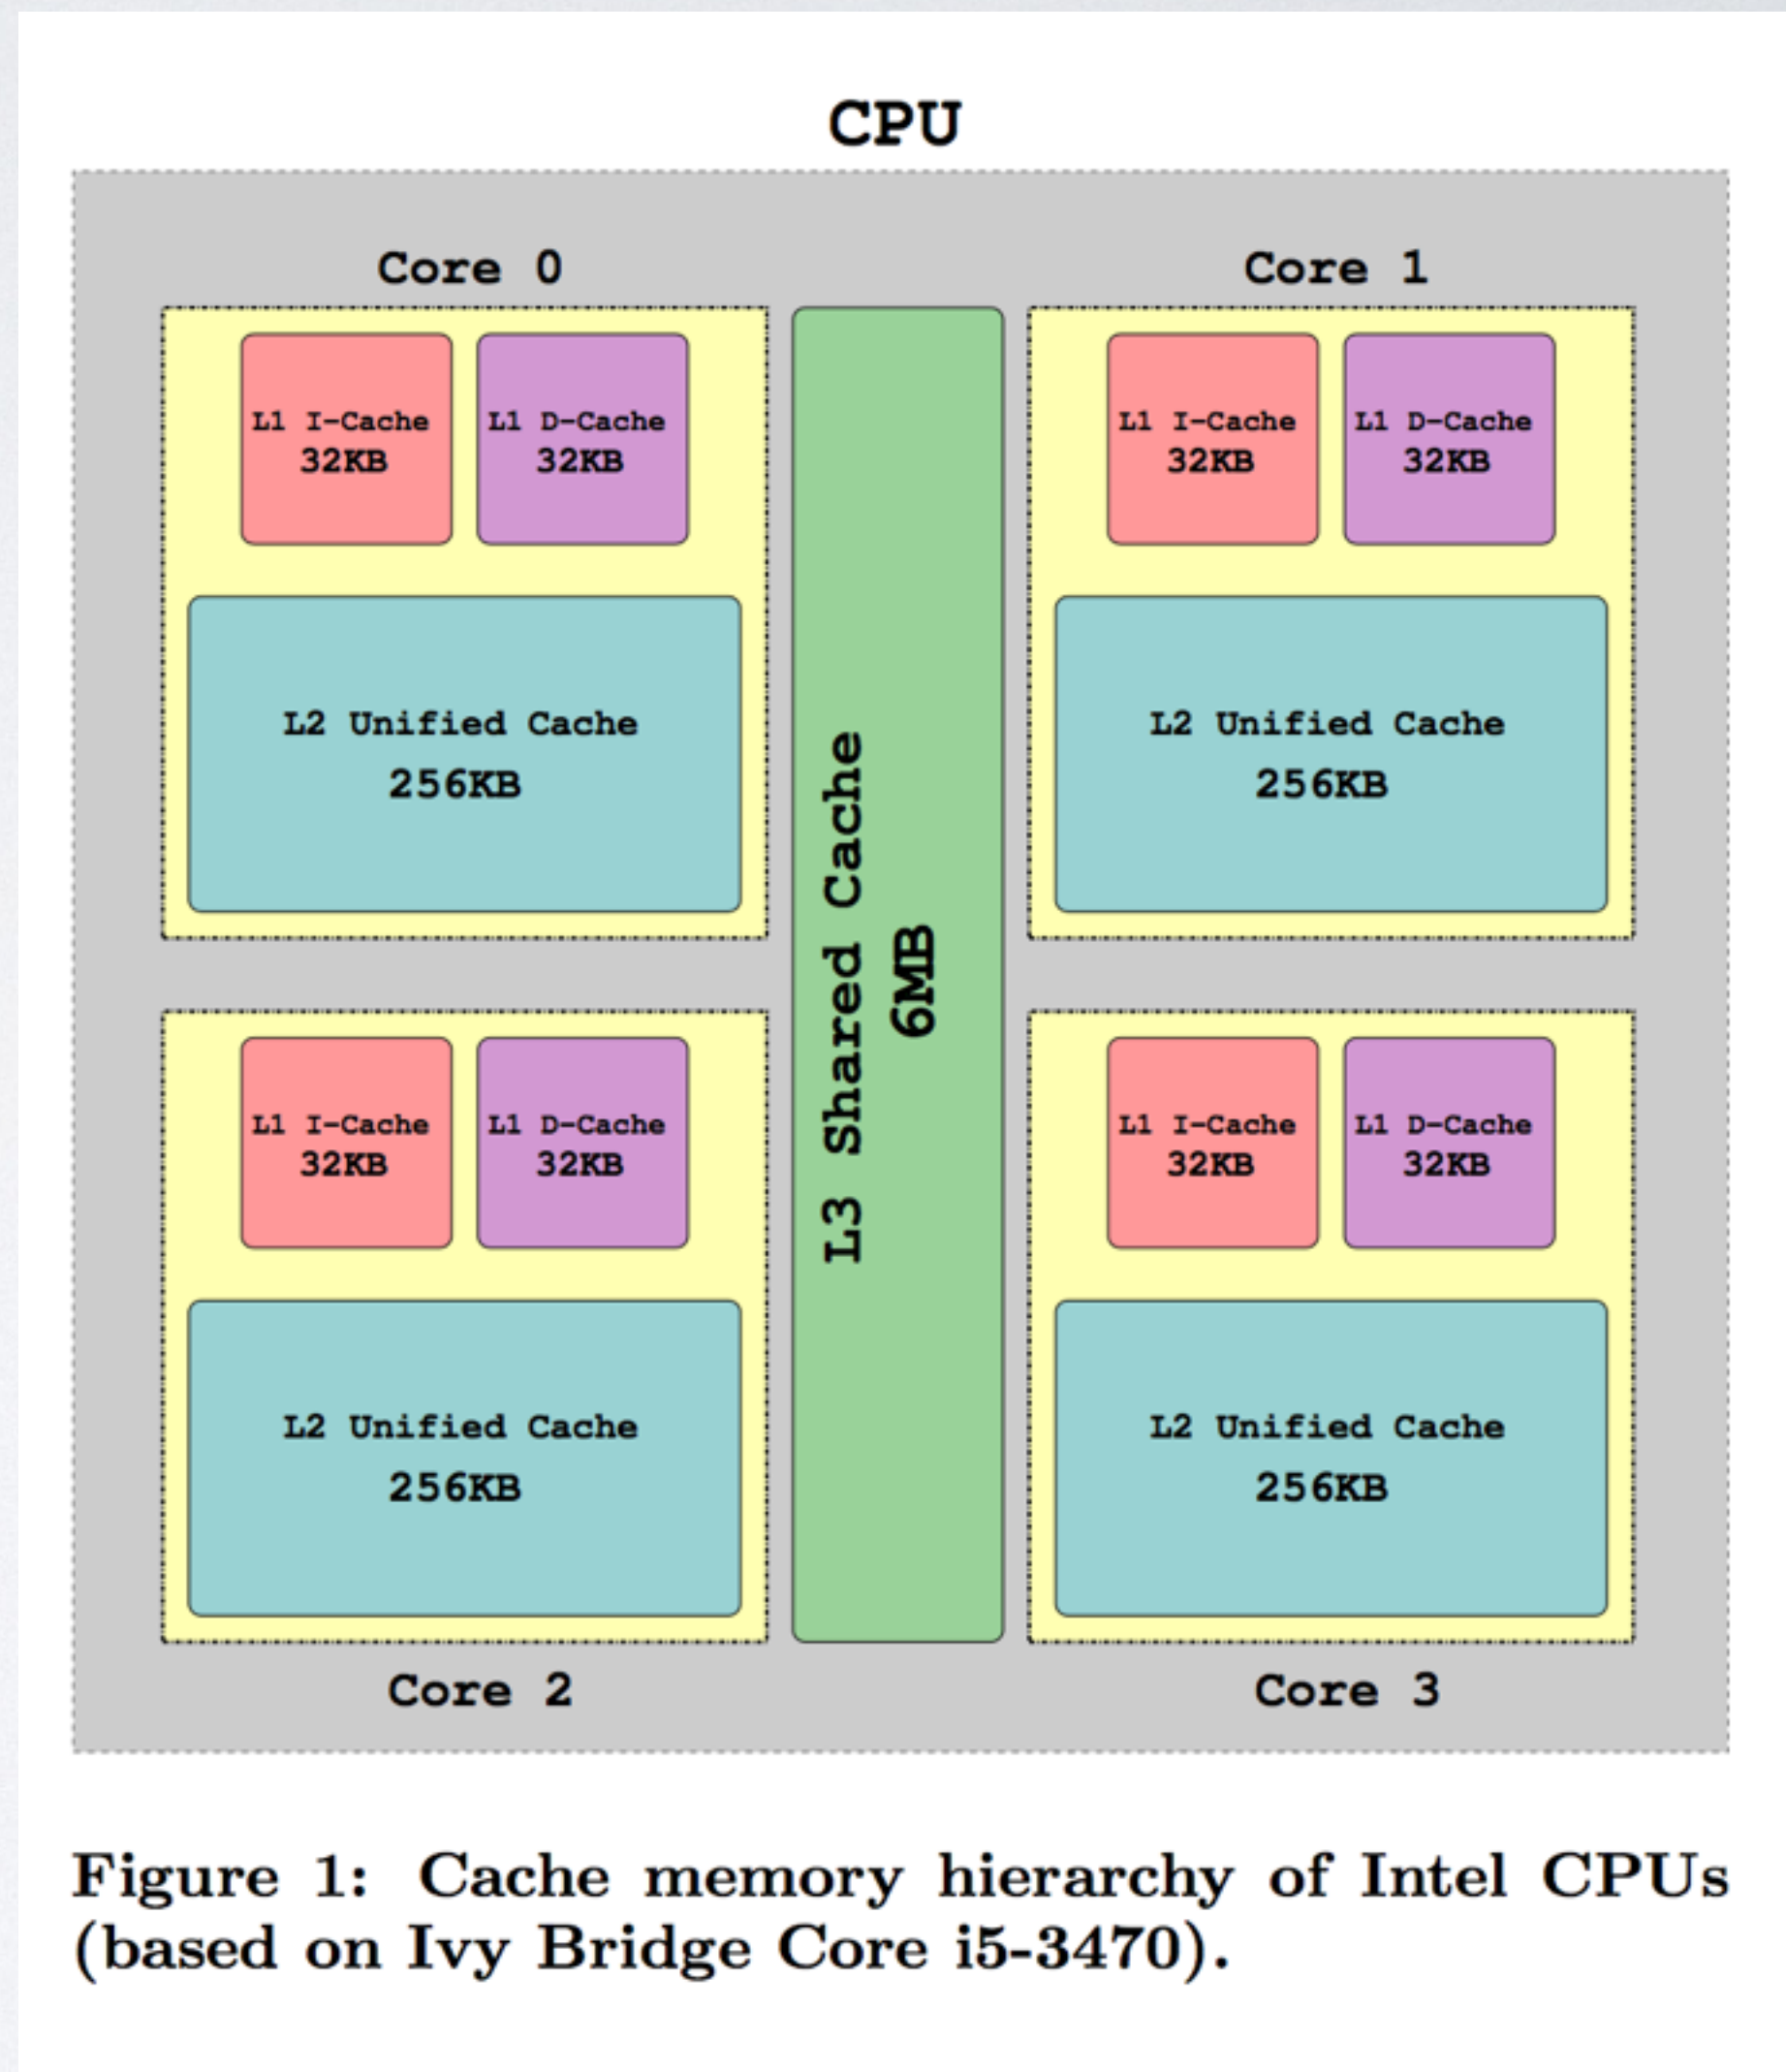 CPU
Core 0
Core 1
L1 I-Cache
32KB
L1 D-Cache
32KB
L1 I-Cache
32KB
L1 D-Cache
32KB
L2 Unified Cache
256KB
L2 Unified Cache
256KB
L3 Shared Cache
6MB
L1 I-Cache
32KB
L1 D-Cache
32KB
L1 I-Cache
32KB
L1 D-Cache
32KB
L2 Unified Cache
256KB
L2 Unified Cache
256KB
Core 2
Core 3
Figure 1: Cache memory hierarchy of Intel CPUs
(based on Ivy Bridge Core i5-3470).